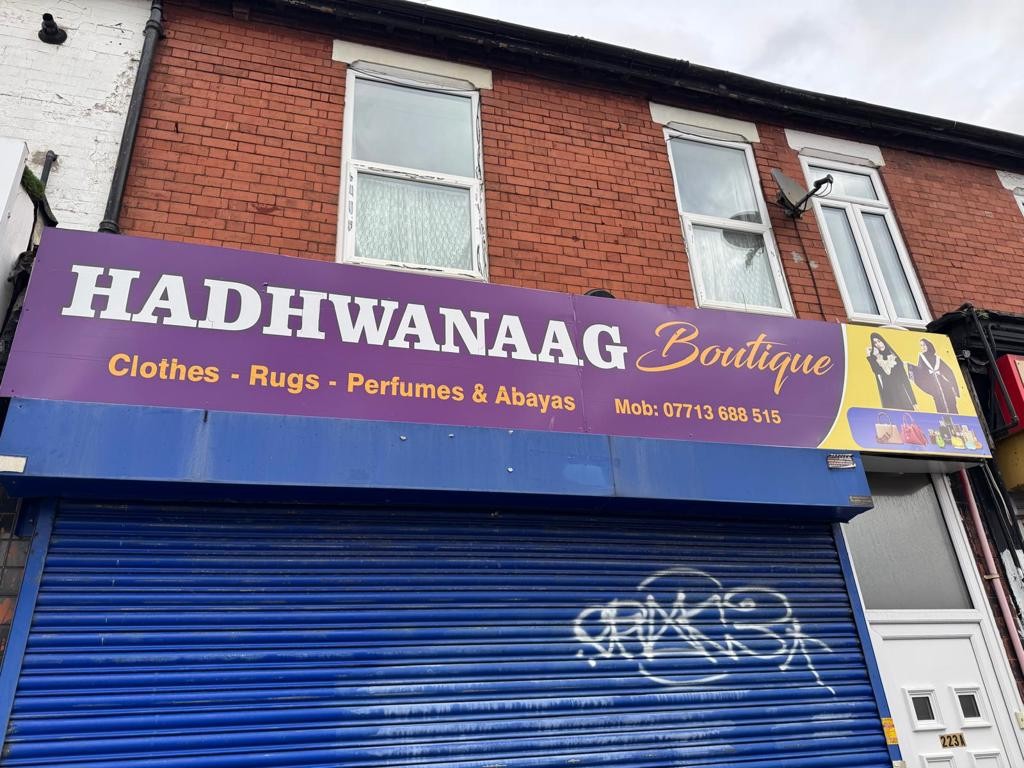 HADHWANAAG Boutique
Clothes - Rugs - Perfumes & Abayas
Mob: 07713 688 515
223A